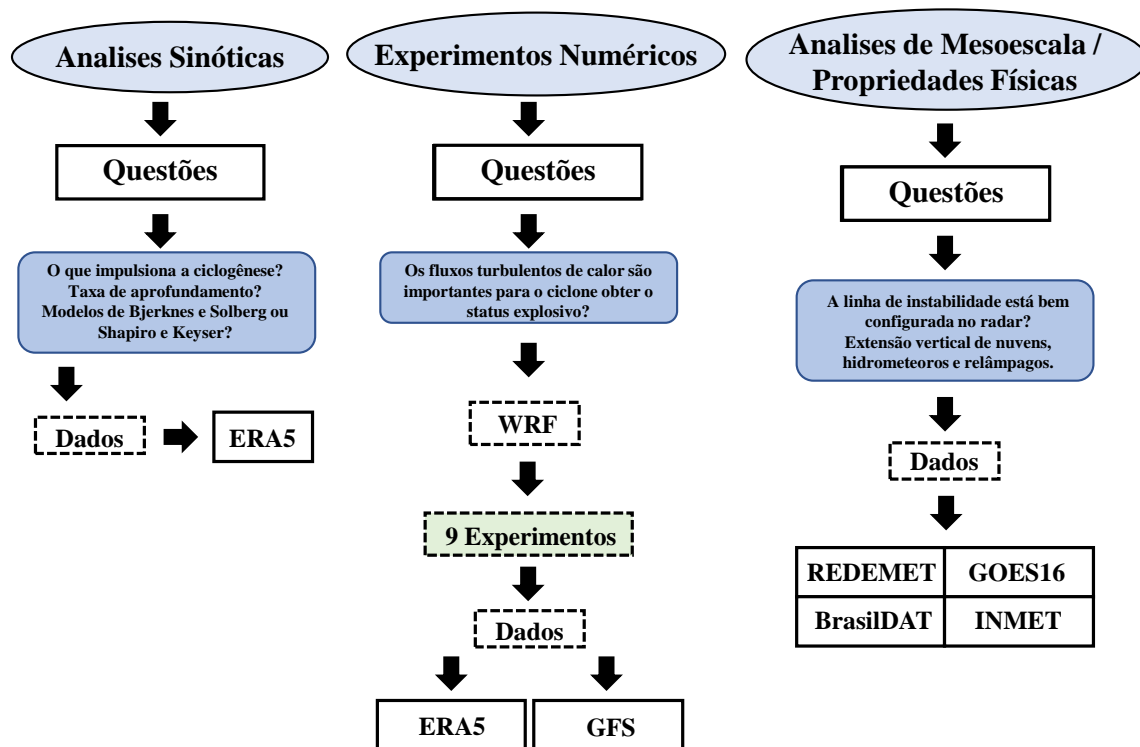 Analises Sinóticas
Questões
O que impulsiona a ciclogênese?
Taxa de aprofundamento?
Modelos de Bjerknes e Solberg ou
Shapiro e Keyser?
Dados
ERA5
Experimentos Numéricos
Questões
Os fluxos turbulentos de calor são
importantes para o ciclone obter o
status explosivo?
WRF
9 Experimentos
Dados
ERA5
GFS
Analises de Mesoescala /
Propriedades Físicas
Questões
A linha de instabilidade está bem
configurada no radar?
Extensão vertical de nuvens,
hidrometeoros e relâmpagos.
Dados
REDEMET
GOES16
BrasilDAT
INMET